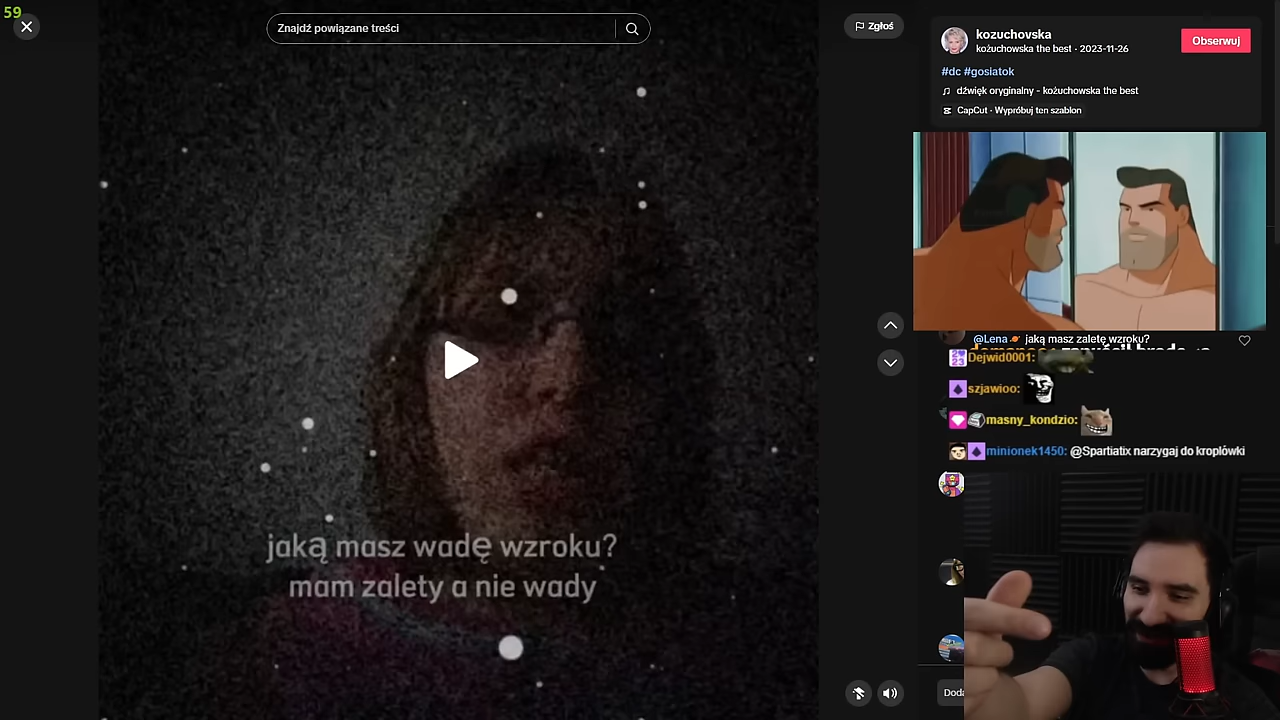 59
Znajdź powiązane treści
Zgłoś
kozuchovska
kożuchowska the best · 2023-11-26
Obserwuj
#dc #gosiatok
dźwięk oryginalny - kożuchowska the best
CapCut · Wypróbuj ten szablon
@Lena jaką masz zaletę wzroku?
Dejwid0001:
szjawioo:
masny_kondzio:
minionek1450: @Spartiatix narzygaj do kroplówki
jaką masz wadę wzroku?
mam zalety a nie wady
Doda